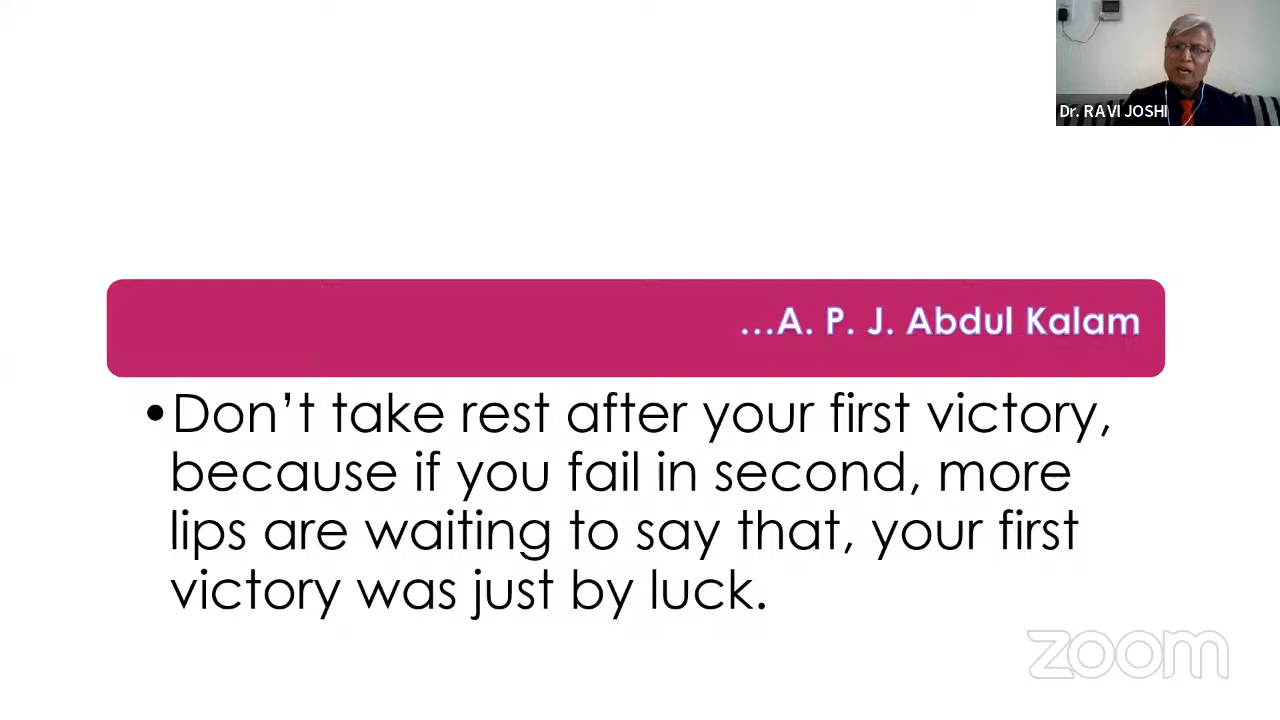 Dr. RAVI JOSHI
...A. P. J. Abdul Kalam
•Don’t take rest after your first victory,
because if you fail in second, more
lips are waiting to say that, your first
victory was just by luck.
zoom